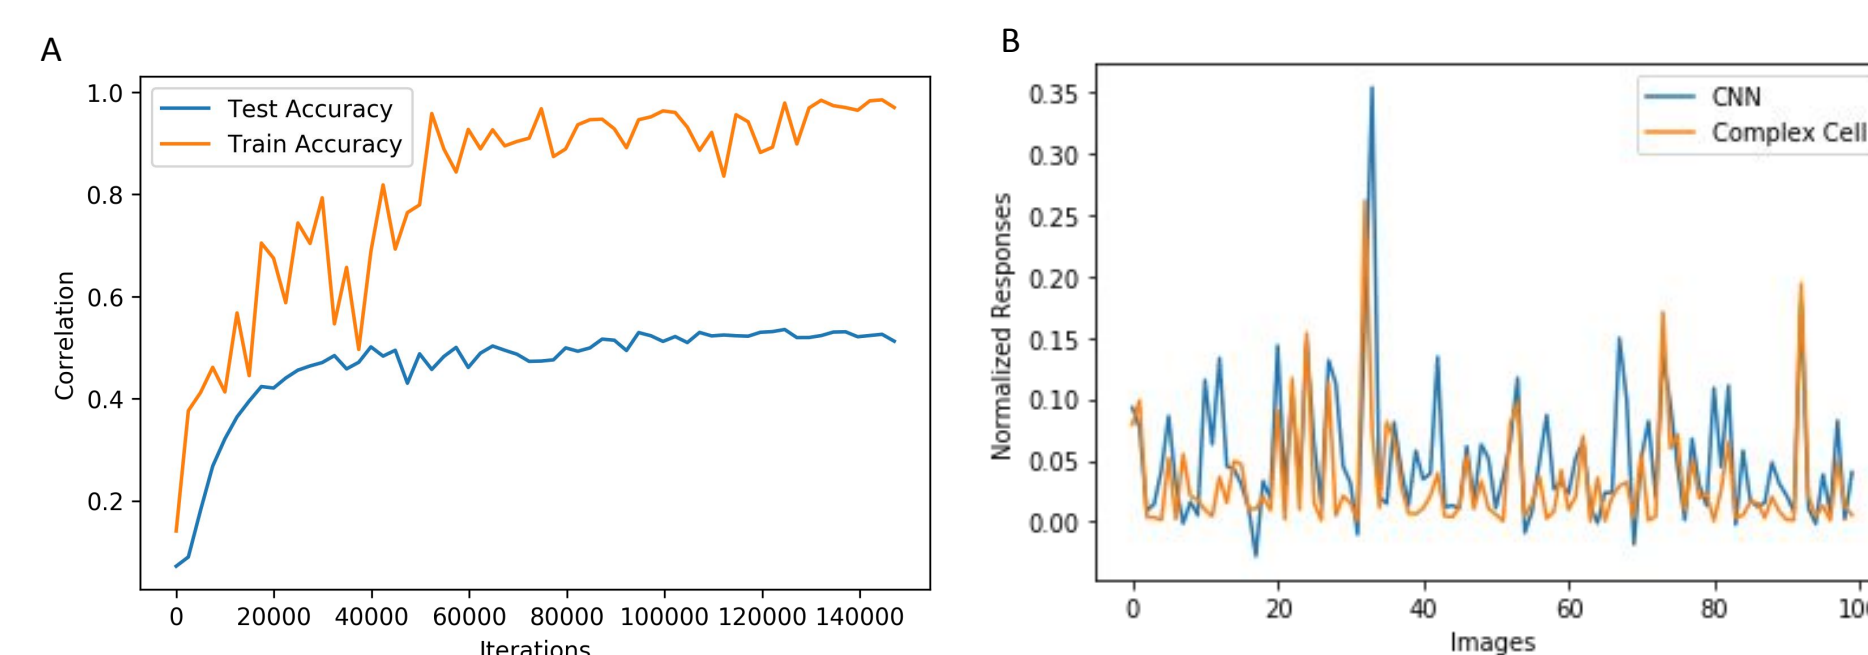 A
1.0
0.8
0.6
0.4
0.2
Correlation
Test Accuracy
Train Accuracy
0 20000 40000 60000 80000 100000 120000 140000
Iterations
B
0.35
0.30
0.25
0.20
0.15
0.10
0.05
0.00
Normalized Responses
CNN
Complex Cell
0 20 40 60 80
Images